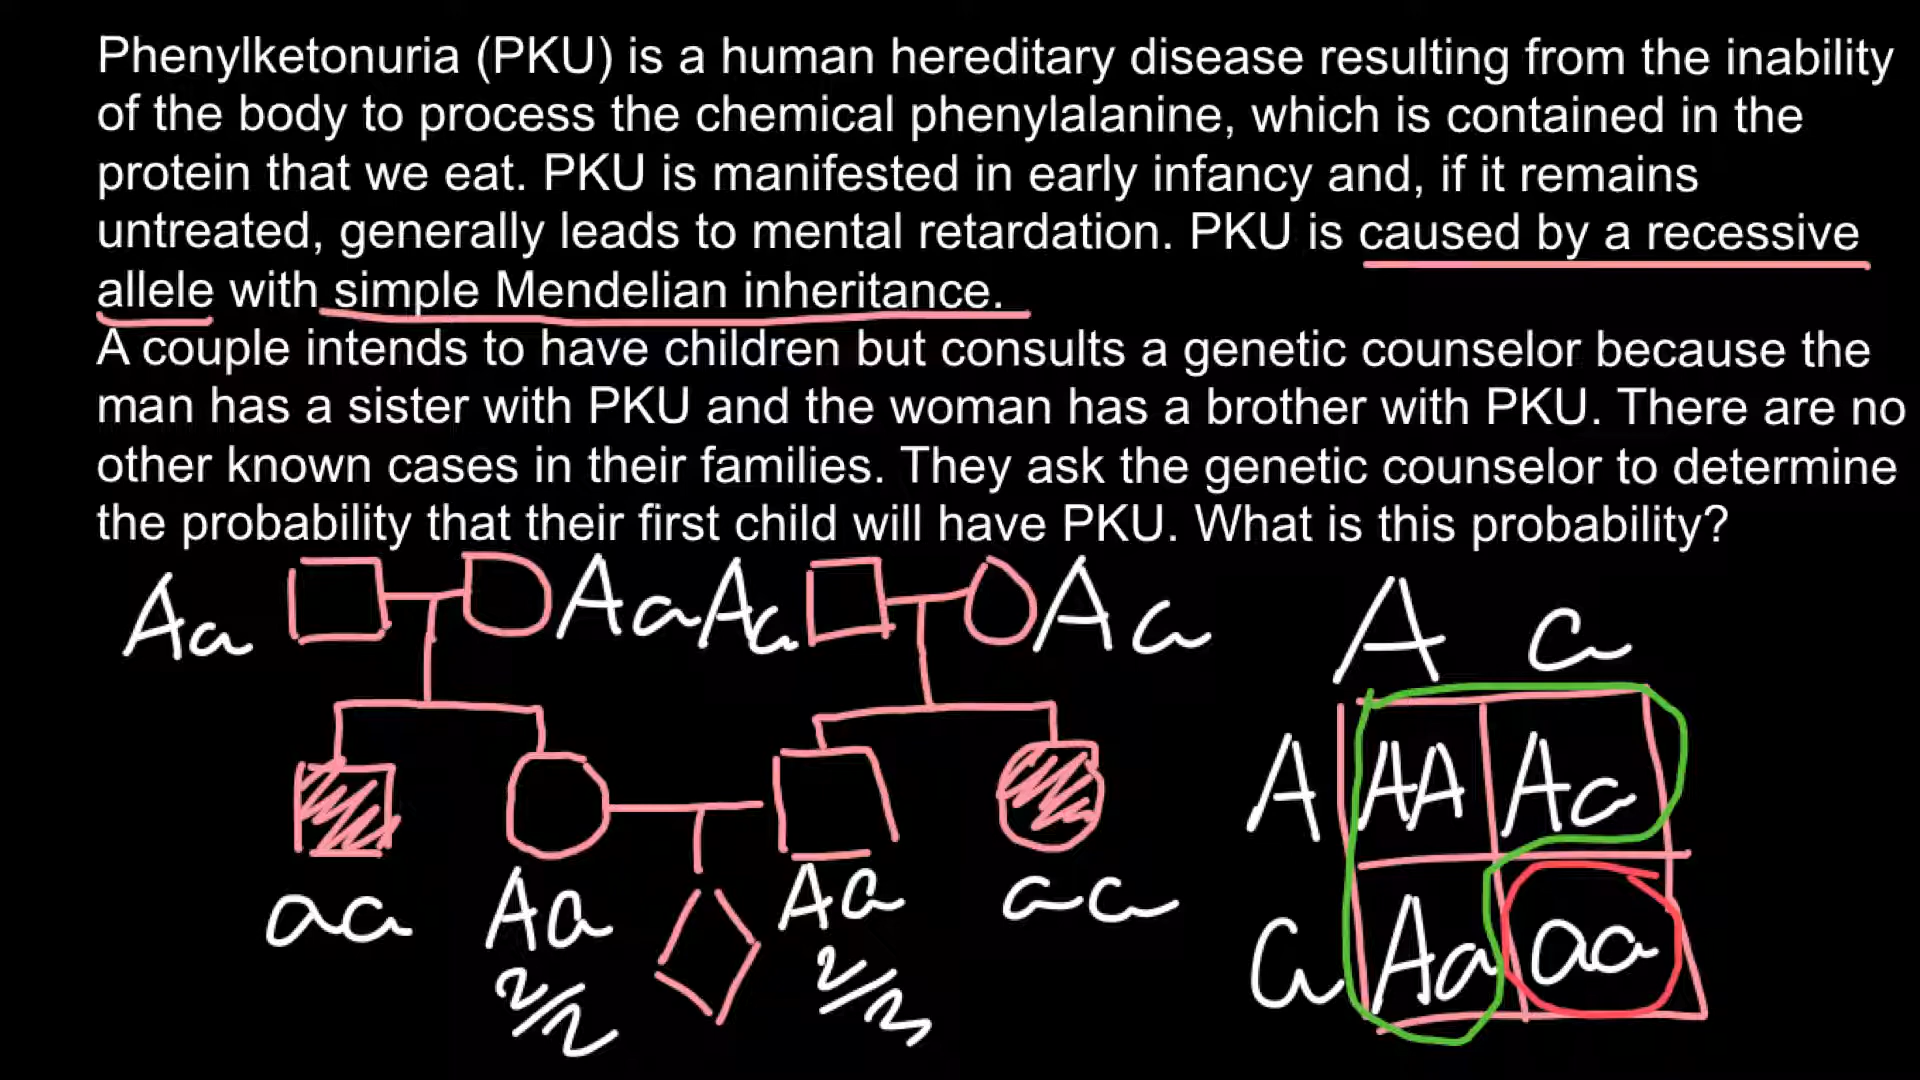 Phenylketonuria (PKU) is a human hereditary disease resulting from the inability
of the body to process the chemical phenylalanine, which is contained in the
protein that we eat. PKU is manifested in early infancy and, if it remains
untreated, generally leads to mental retardation. PKU is caused by a recessive
allele with simple Mendelian inheritance.
A couple intends to have children but consults a genetic counselor because the
man has a sister with PKU and the woman has a brother with PKU. There are no
other known cases in their families. They ask the genetic counselor to determine
the probability that their first child will have PKU. What is this probability?
Aa Aa Aa Aa
A a
A AA Aa
aa Aa Aa aa
a Aa aa
2/3